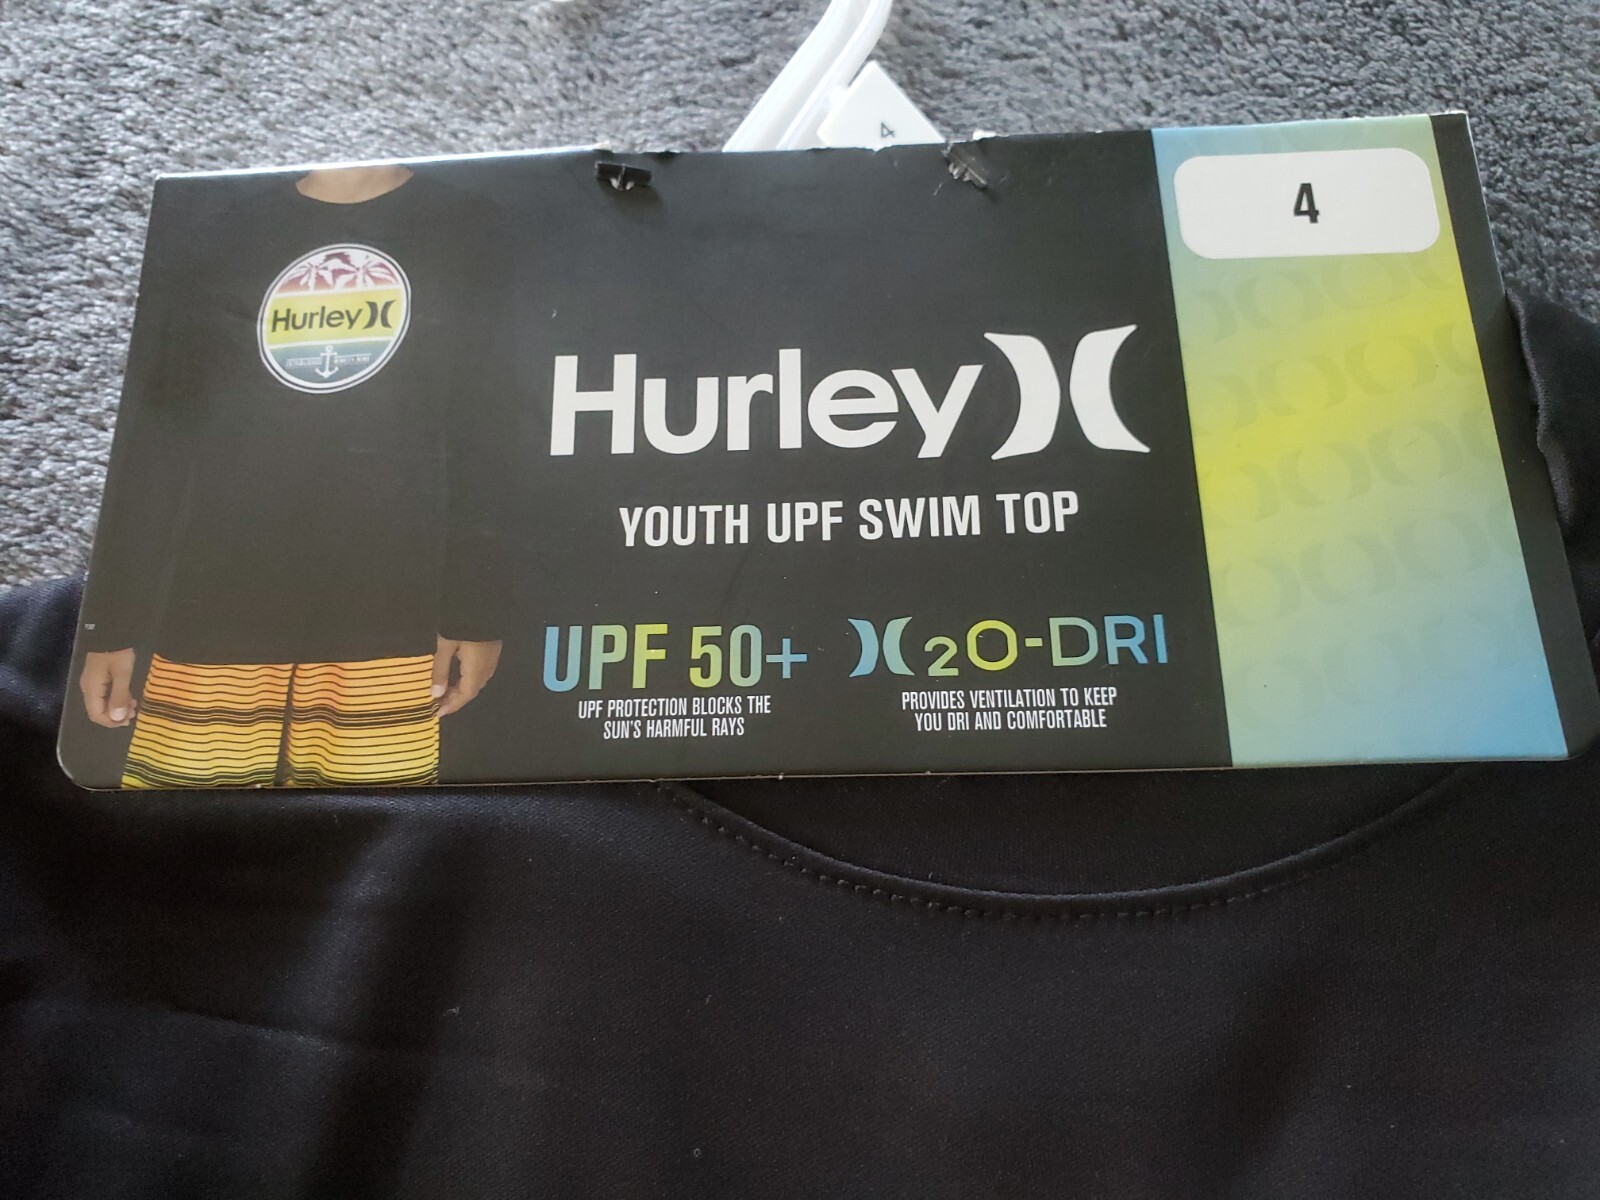 4
4
Hurley
Hurley
YOUTH UPF SWIM TOP
UPF 50+
UPF PROTECTION BLOCKS THE
SUN'S HARMFUL RAYS
2O-DRI
PROVIDES VENTILATION TO KEEP
YOU DRI AND COMFORTABLE